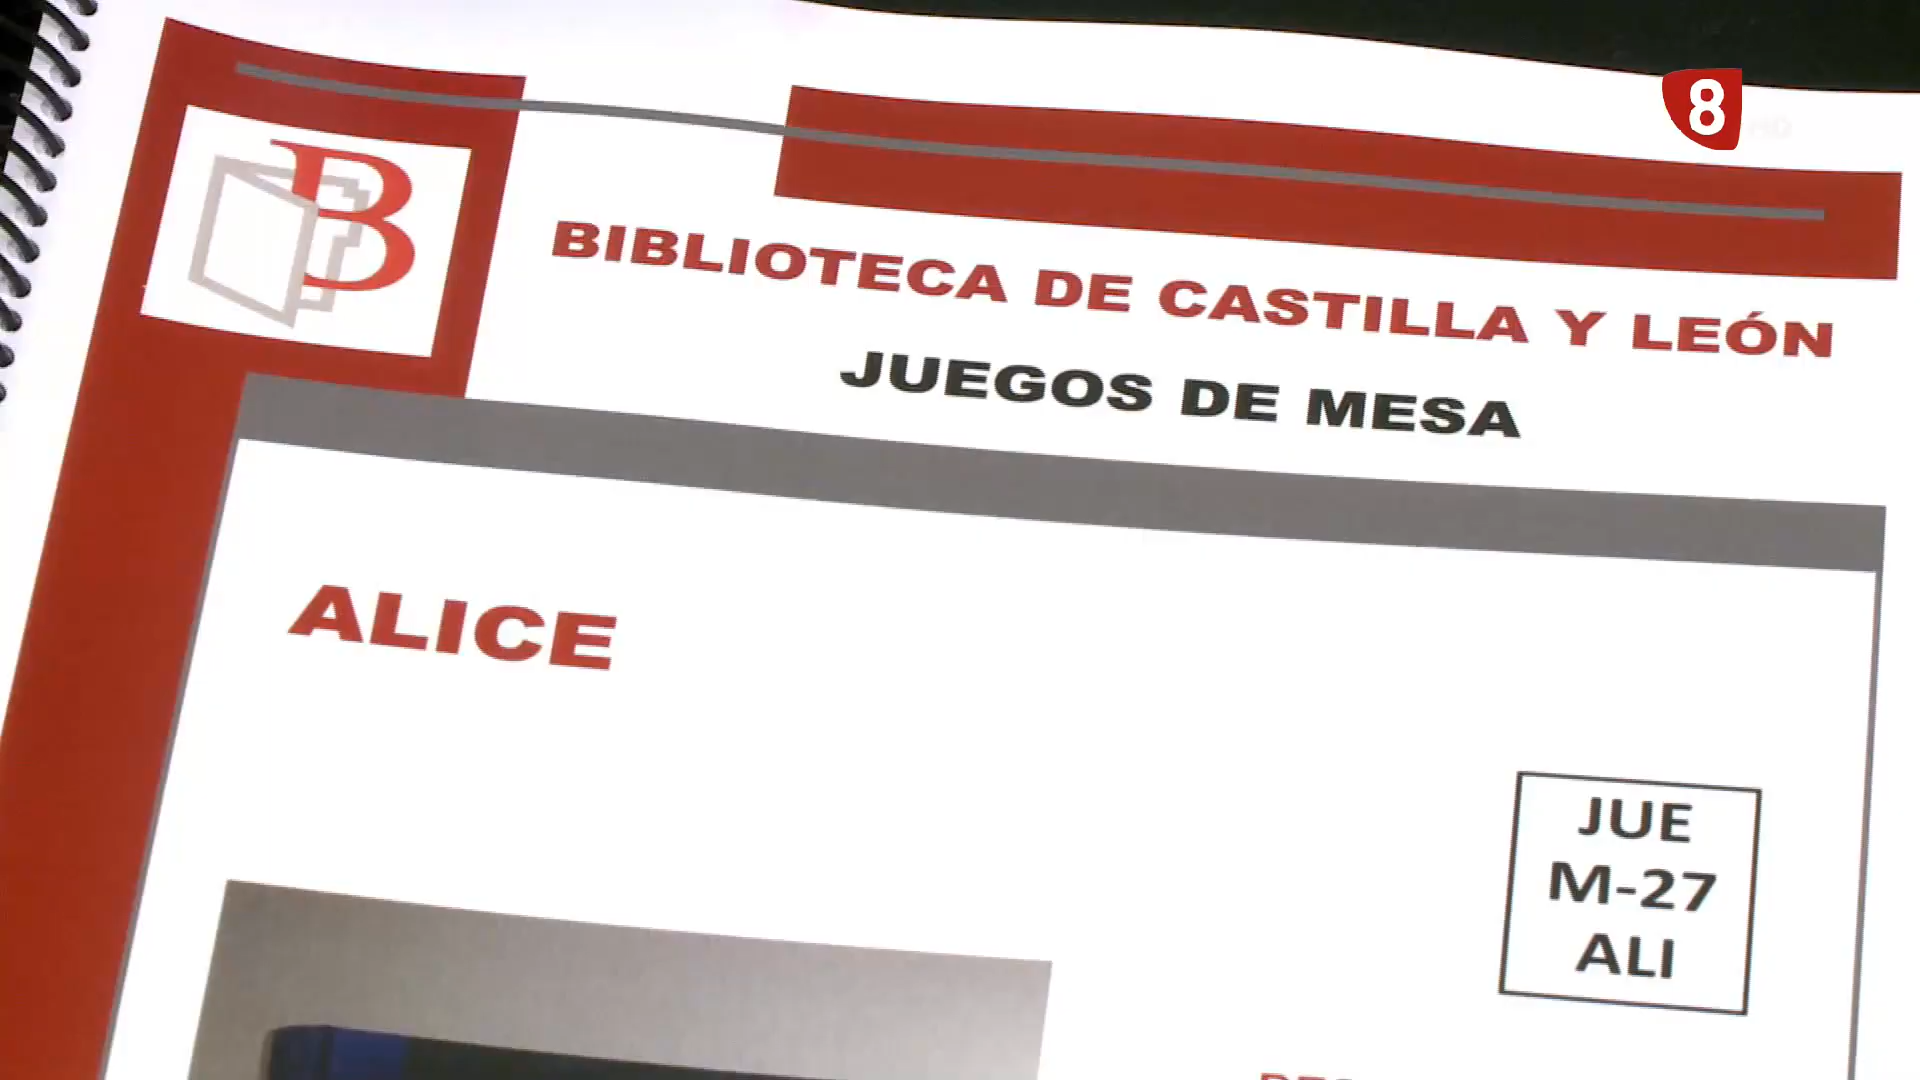 8
B
BIBLIOTECA DE CASTILLA Y LEÓN
JUEGOS DE MESA
ALICE
JUE
M-27
ALI